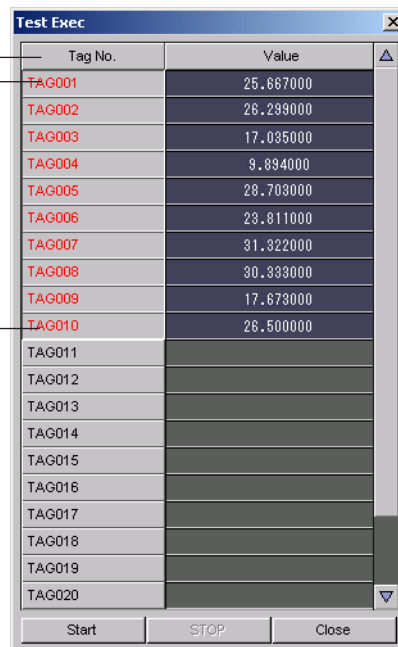 Test Exec
Tag No. Value
TAG001 25.667000
TAG002 26.299000
TAG003 17.035000
TAG004 9.894000
TAG005 28.703000
TAG006 23.811000
TAG007 31.322000
TAG008 30.333000
TAG009 17.673000
TAG010 26.500000
TAG011
TAG012
TAG013
TAG014
TAG015
TAG016
TAG017
TAG018
TAG019
TAG020
Start STOP Close